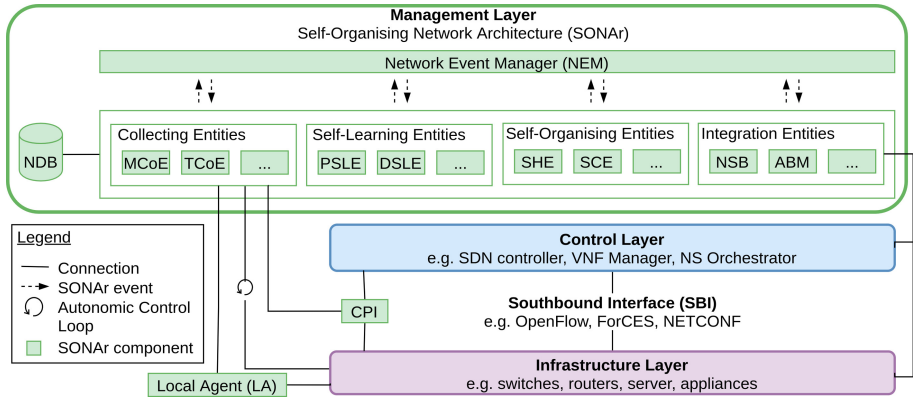 Management Layer
Self-Organising Network Architecture (SONAr)
Network Event Manager (NEM)
NDB
Collecting Entities
MCoE TCoE ...
Self-Learning Entities
PSLE DSLE ...
Self-Organising Entities
SHE SCE ...
Integration Entities
NSB ABM ...
Legend
Connection
SONAr event
Autonomic Control
Loop
SONAr component
Control Layer
e.g. SDN controller, VNF Manager, NS Orchestrator
CPI
Southbound Interface (SBI)
e.g. OpenFlow, ForCES, NETCONF
Infrastructure Layer
e.g. switches, routers, server, appliances
Local Agent (LA)